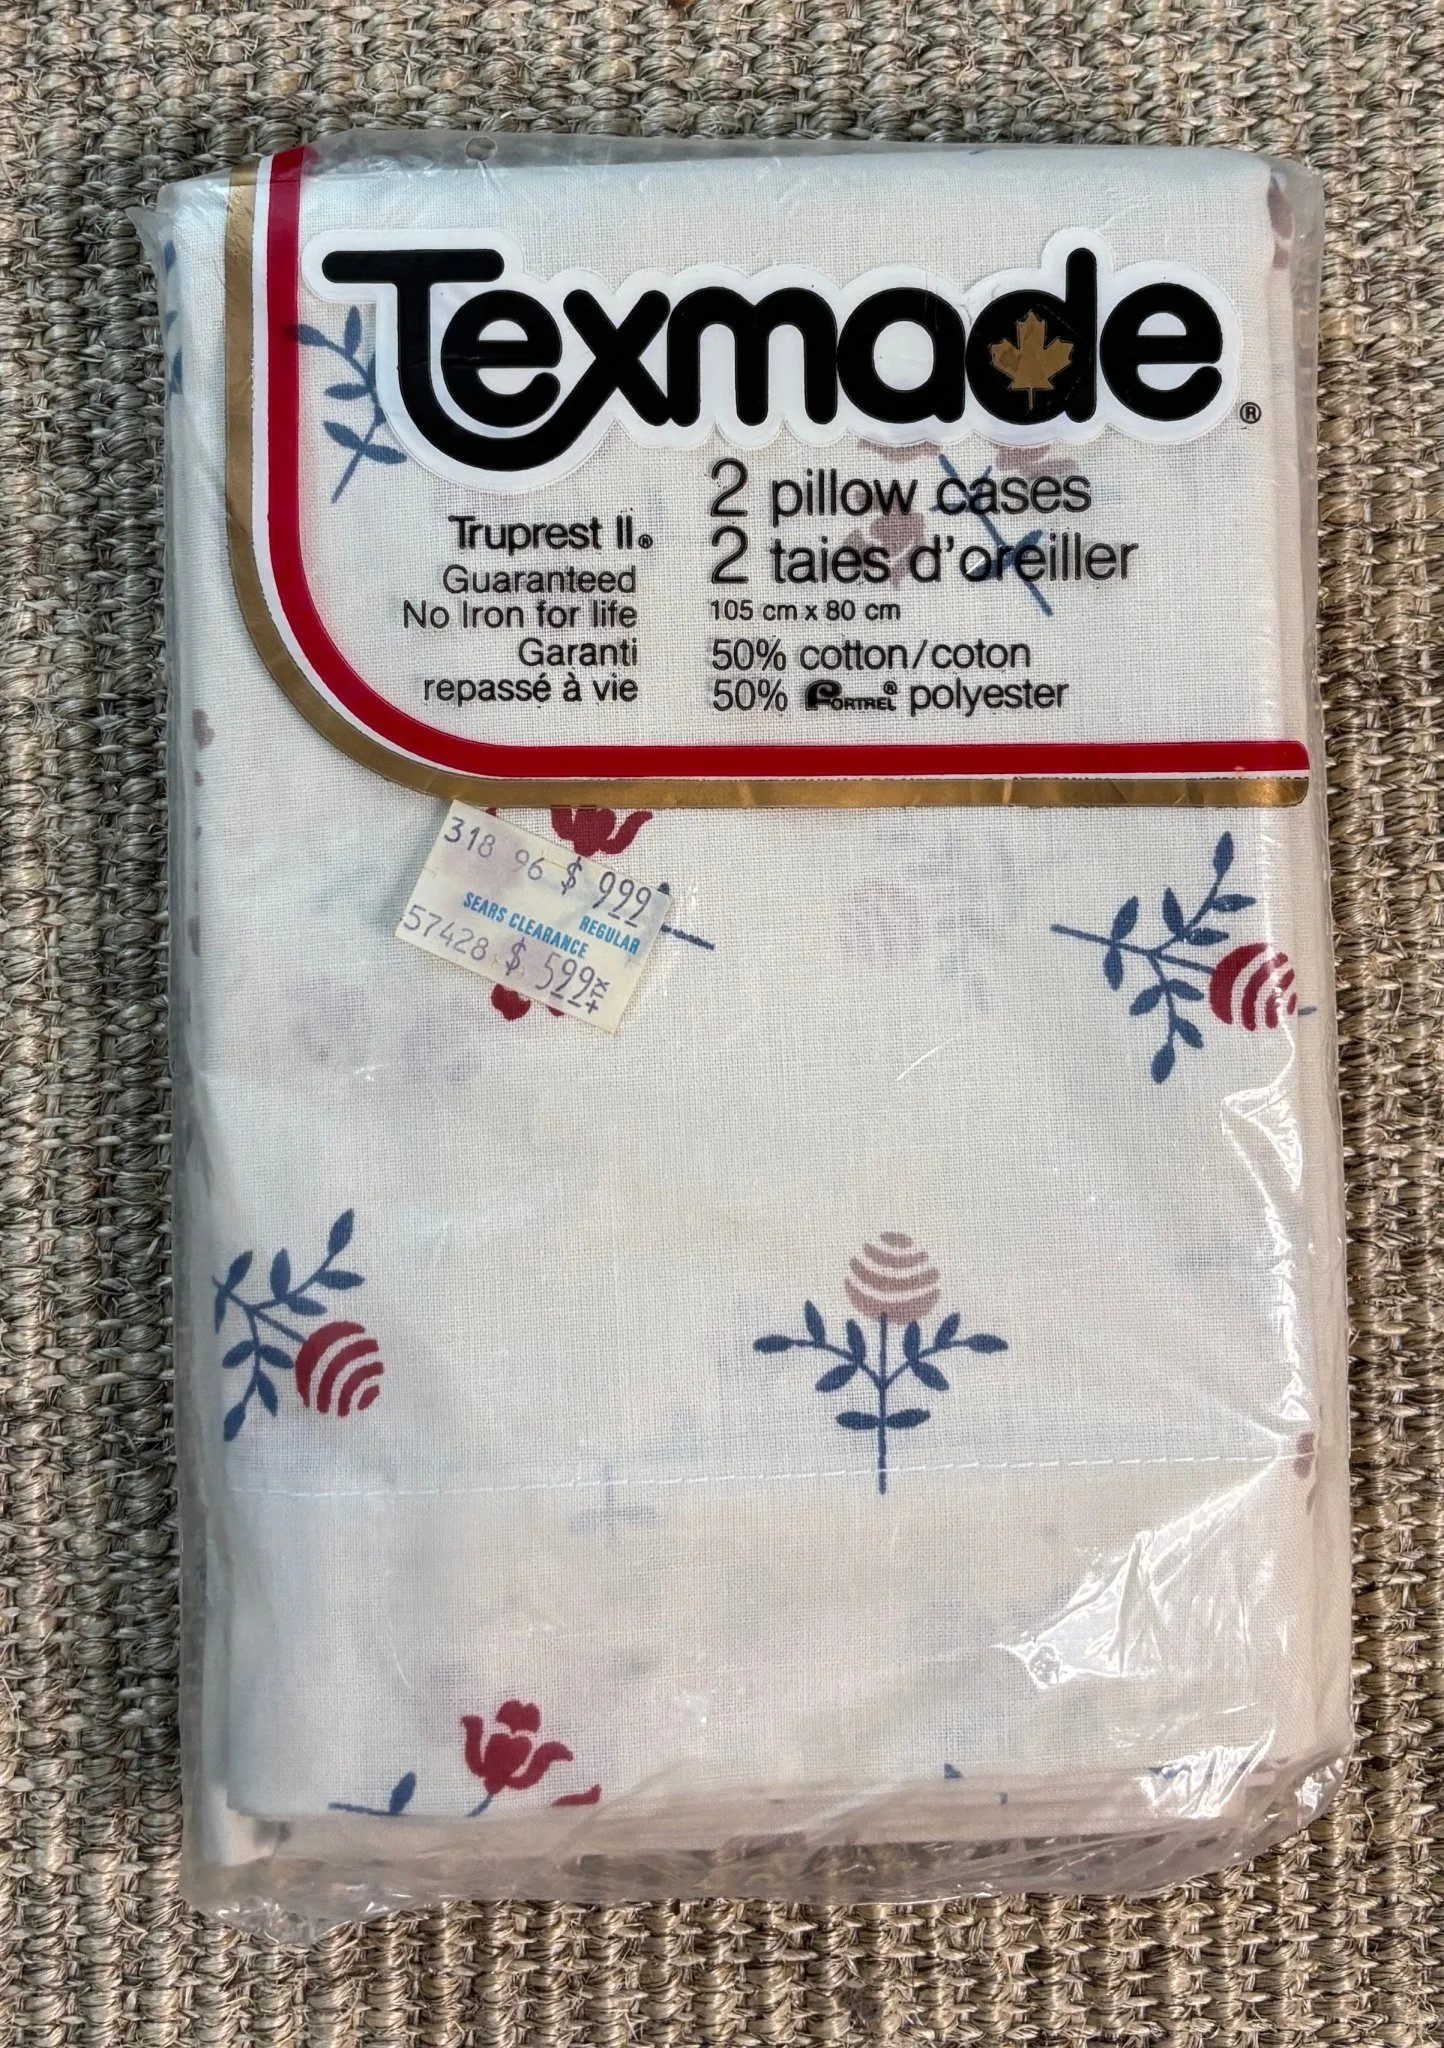 Texmade®
2 pillow cases
2 taies d'oreiller
105 cm x 80 cm
50% cotton/coton
50% FORTREL® polyester
Truprest II®
Guaranteed
No Iron for life
Garanti
repassé à vie
318 96 $ 999
REGULAR
SEARS CLEARANCE
57428 $ 599